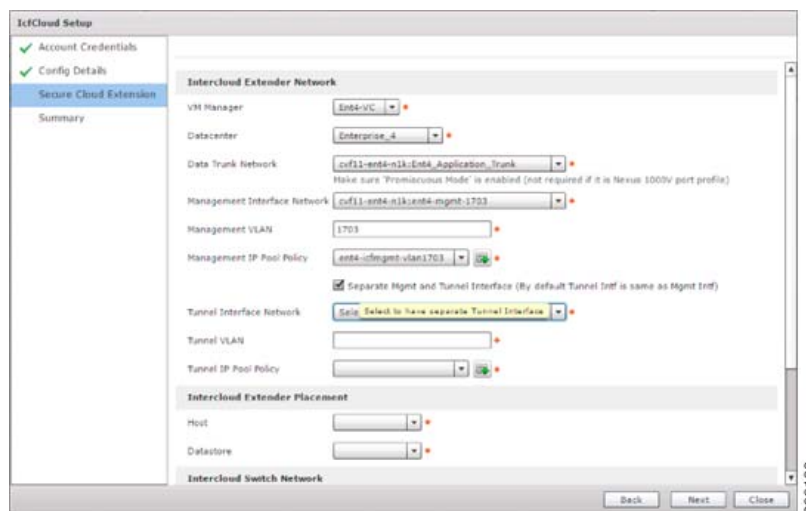 IcfCloud Setup
Account Credentials
Config Details
Secure Cloud Extension
Summary
Intercloud Extender Network
VM Manager
Ent4-VC
Datacenter
Enterprise_4
Data Trunk Network
cvf11-ent4-n1k:Ent4_Application_Trunk
Make sure 'Promiscuous Mode' is enabled (not required if it is Nexus 1000V port profile)
Management Interface Network
cvf11-ent4-n1k:ent4-mgmt-1703
Management VLAN
1703
Management IP Pool Policy
ent4-icfmgmt-vlan1703
Separate Mgmt and Tunnel Interface (By default Tunnel Intf is same as Mgmt Intf)
Tunnel Interface Network
Sele
Select to have separate Tunnel Interface
Tunnel VLAN
Tunnel IP Pool Policy
Intercloud Extender Placement
Host
Datastore
Intercloud Switch Network
Back
Next
Close